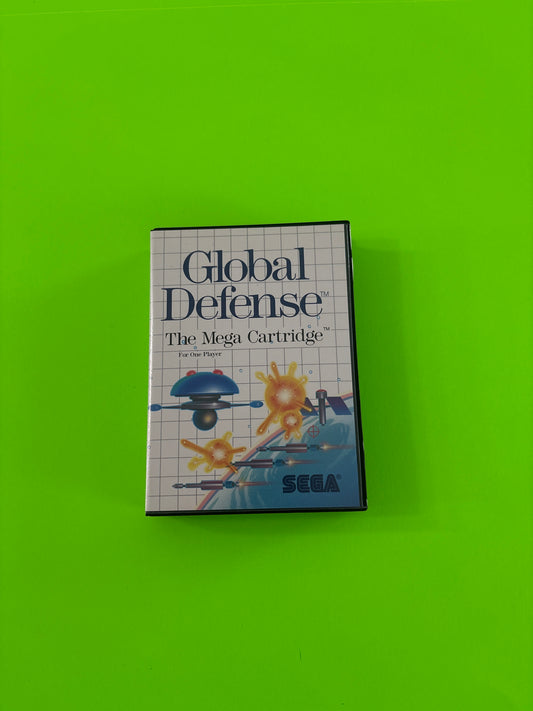 Global
Defense™
The Mega Cartridge™
For One Player
SEGA®